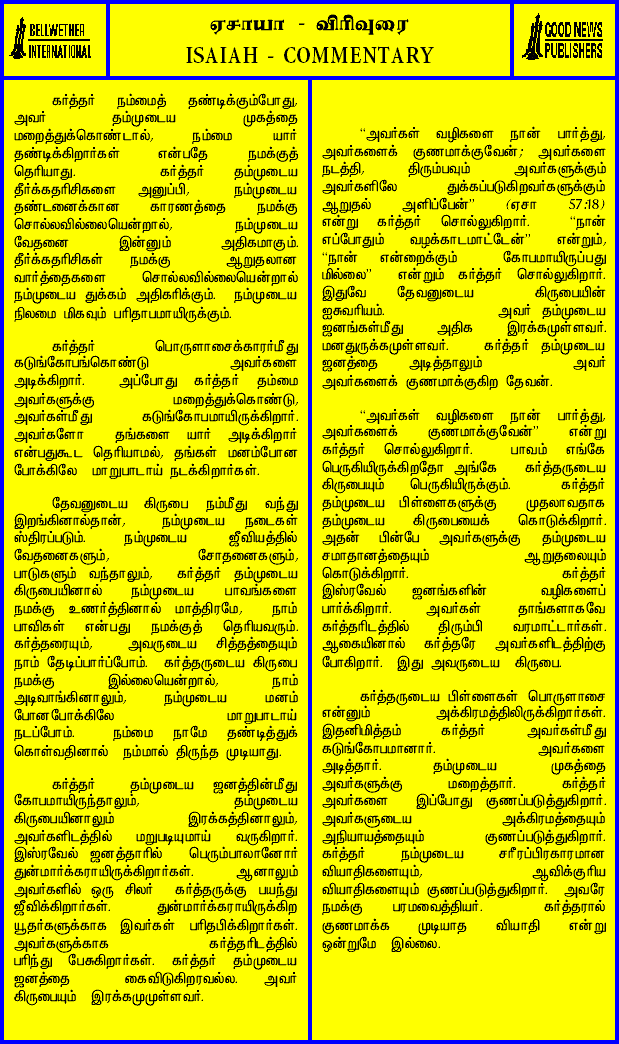 BELLWETHER
INTERNATIONAL
ஏசாயா - விரிவுரை
ISAIAH - COMMENTARY
GOOD NEWS
PUBLISHERS
கர்த்தர் நம்மைத் தண்டிக்கும்போது,
அவர் தம்முடைய முகத்தை
மறைத்துக்கொண்டால், நம்மை யார்
தண்டிக்கிறார்கள் என்பதே நமக்குத்
தெரியாது. கர்த்தர் தம்முடைய
தீர்க்கதரிசிகளை அனுப்பி, நம்முடைய
தண்டனைக்கான காரணத்தை நமக்கு
சொல்லவில்லையென்றால், நம்முடைய
வேதனை இன்னும் அதிகமாகும்.
தீர்க்கதரிசிகள் நமக்கு ஆறுதலான
வார்த்தைகளை சொல்லவில்லையென்றால்
நம்முடைய துக்கம் அதிகரிக்கும். நம்முடைய
நிலமை மிகவும் பரிதாபமாயிருக்கும்.
கர்த்தர் பொருளாசைக்காரர்மீது
கடுங்கோபங்கொண்டு அவர்களை
அடிக்கிறார். அப்போது கர்த்தர் தம்மை
அவர்களுக்கு மறைத்துக்கொண்டு,
அவர்கள்மீது கடுங்கோபமாயிருக்கிறார்.
அவர்களோ தங்களை யார் அடிக்கிறார்
என்பதுகூட தெரியாமல், தங்கள் மனம்போன
போக்கிலே மாறுபாடாய் நடக்கிறார்கள்.
தேவனுடைய கிருபை நம்மீது வந்து
இறங்கினால்தான், நம்முடைய நடைகள்
ஸ்திரப்படும். நம்முடைய ஜீவியத்தில்
வேதனைகளும், சோதனைகளும்,
பாடுகளும் வந்தாலும், கர்த்தர் தம்முடைய
கிருபையினால் நம்முடைய பாவங்களை
நமக்கு உணர்த்தினால் மாத்திரமே, நாம்
பாவிகள் என்பது நமக்குத் தெரியவரும்.
கர்த்தரையும், அவருடைய சித்தத்தையும்
நாம் தேடிப்பார்ப்போம். கர்த்தருடைய கிருபை
நமக்கு இல்லையென்றால், நாம்
அடிவாங்கினாலும், நம்முடைய மனம்
போனபோக்கிலே மாறுபாடாய்
நடப்போம். நம்மை நாமே தண்டித்துக்
கொள்வதினால் நம்மால் திருந்த முடியாது.
கர்த்தர் தம்முடைய ஜனத்தின்மீது
கோபமாயிருந்தாலும், தம்முடைய
கிருபையினாலும் இரக்கத்தினாலும்,
அவர்களிடத்தில் மறுபடியுமாய் வருகிறார்.
இஸ்ரவேல் ஜனத்தாரில் பெரும்பாலானோர்
துன்மார்க்கராயிருக்கிறார்கள். ஆனாலும்
அவர்களில் ஒரு சிலர் கர்த்தருக்கு பயந்து
ஜீவிக்கிறார்கள். துன்மார்க்கராயிருக்கிற
யூதர்களுக்காக இவர்கள் பரிதபிக்கிறார்கள்.
அவர்களுக்காக கர்த்தரிடத்தில்
பரிந்து பேசுகிறார்கள். கர்த்தர் தம்முடைய
ஜனத்தை கைவிடுகிறவரல்ல. அவர்
கிருபையும் இரக்கமுமுள்ளவர்.
“அவர்கள் வழிகளை நான் பார்த்து,
அவர்களைக் குணமாக்குவேன்; அவர்களை
நடத்தி, திரும்பவும் அவர்களுக்கும்
அவர்களிலே துக்கப்படுகிறவர்களுக்கும்
ஆறுதல் அளிப்பேன்” (ஏசா 57:18)
என்று கர்த்தர் சொல்லுகிறார். “நான்
எப்போதும் வழக்காடமாட்டேன்” என்றும்,
“நான் என்றைக்கும் கோபமாயிருப்பது
மில்லை” என்றும் கர்த்தர் சொல்லுகிறார்.
இதுவே தேவனுடைய கிருபையின்
ஐசுவரியம். அவர் தம்முடைய
ஜனங்கள்மீது அதிக இரக்கமுள்ளவர்.
மனதுருக்கமுள்ளவர். கர்த்தர் தம்முடைய
ஜனத்தை அடித்தாலும் அவர்
அவர்களைக் குணமாக்குகிற தேவன்.
“அவர்கள் வழிகளை நான் பார்த்து,
அவர்களைக் குணமாக்குவேன்” என்று
கர்த்தர் சொல்லுகிறார். பாவம் எங்கே
பெருகியிருக்கிறதோ அங்கே கர்த்தருடைய
கிருபையும் பெருகியிருக்கும். கர்த்தர்
தம்முடைய பிள்ளைகளுக்கு முதலாவதாக
தம்முடைய கிருபையைக் கொடுக்கிறார்.
அதன் பின்பே அவர்களுக்கு தம்முடைய
சமாதானத்தையும் ஆறுதலையும்
கொடுக்கிறார். கர்த்தர்
இஸ்ரவேல் ஜனங்களின் வழிகளைப்
பார்க்கிறார். அவர்கள் தாங்களாகவே
கர்த்தரிடத்தில் திரும்பி வரமாட்டார்கள்.
ஆகையினால் கர்த்தரே அவர்களிடத்திற்கு
போகிறார். இது அவருடைய கிருபை.
கர்த்தருடைய பிள்ளைகள் பொருளாசை
என்னும் அக்கிரமத்திலிருக்கிறார்கள்.
இதனிமித்தம் கர்த்தர் அவர்கள்மீது
கடுங்கோபமானார். அவர்களை
அடித்தார். தம்முடைய முகத்தை
அவர்களுக்கு மறைத்தார். கர்த்தர்
அவர்களை இப்போது குணப்படுத்துகிறார்.
அவர்களுடைய அக்கிரமத்தையும்
அநியாயத்தையும் குணப்படுத்துகிறார்.
கர்த்தர் நம்முடைய சரீரப்பிரகாரமான
வியாதிகளையும், ஆவிக்குரிய
வியாதிகளையும் குணப்படுத்துகிறார். அவரே
நமக்கு பரமவைத்தியர். கர்த்தரால்
குணமாக்க முடியாத வியாதி என்று
ஒன்றுமே இல்லை.